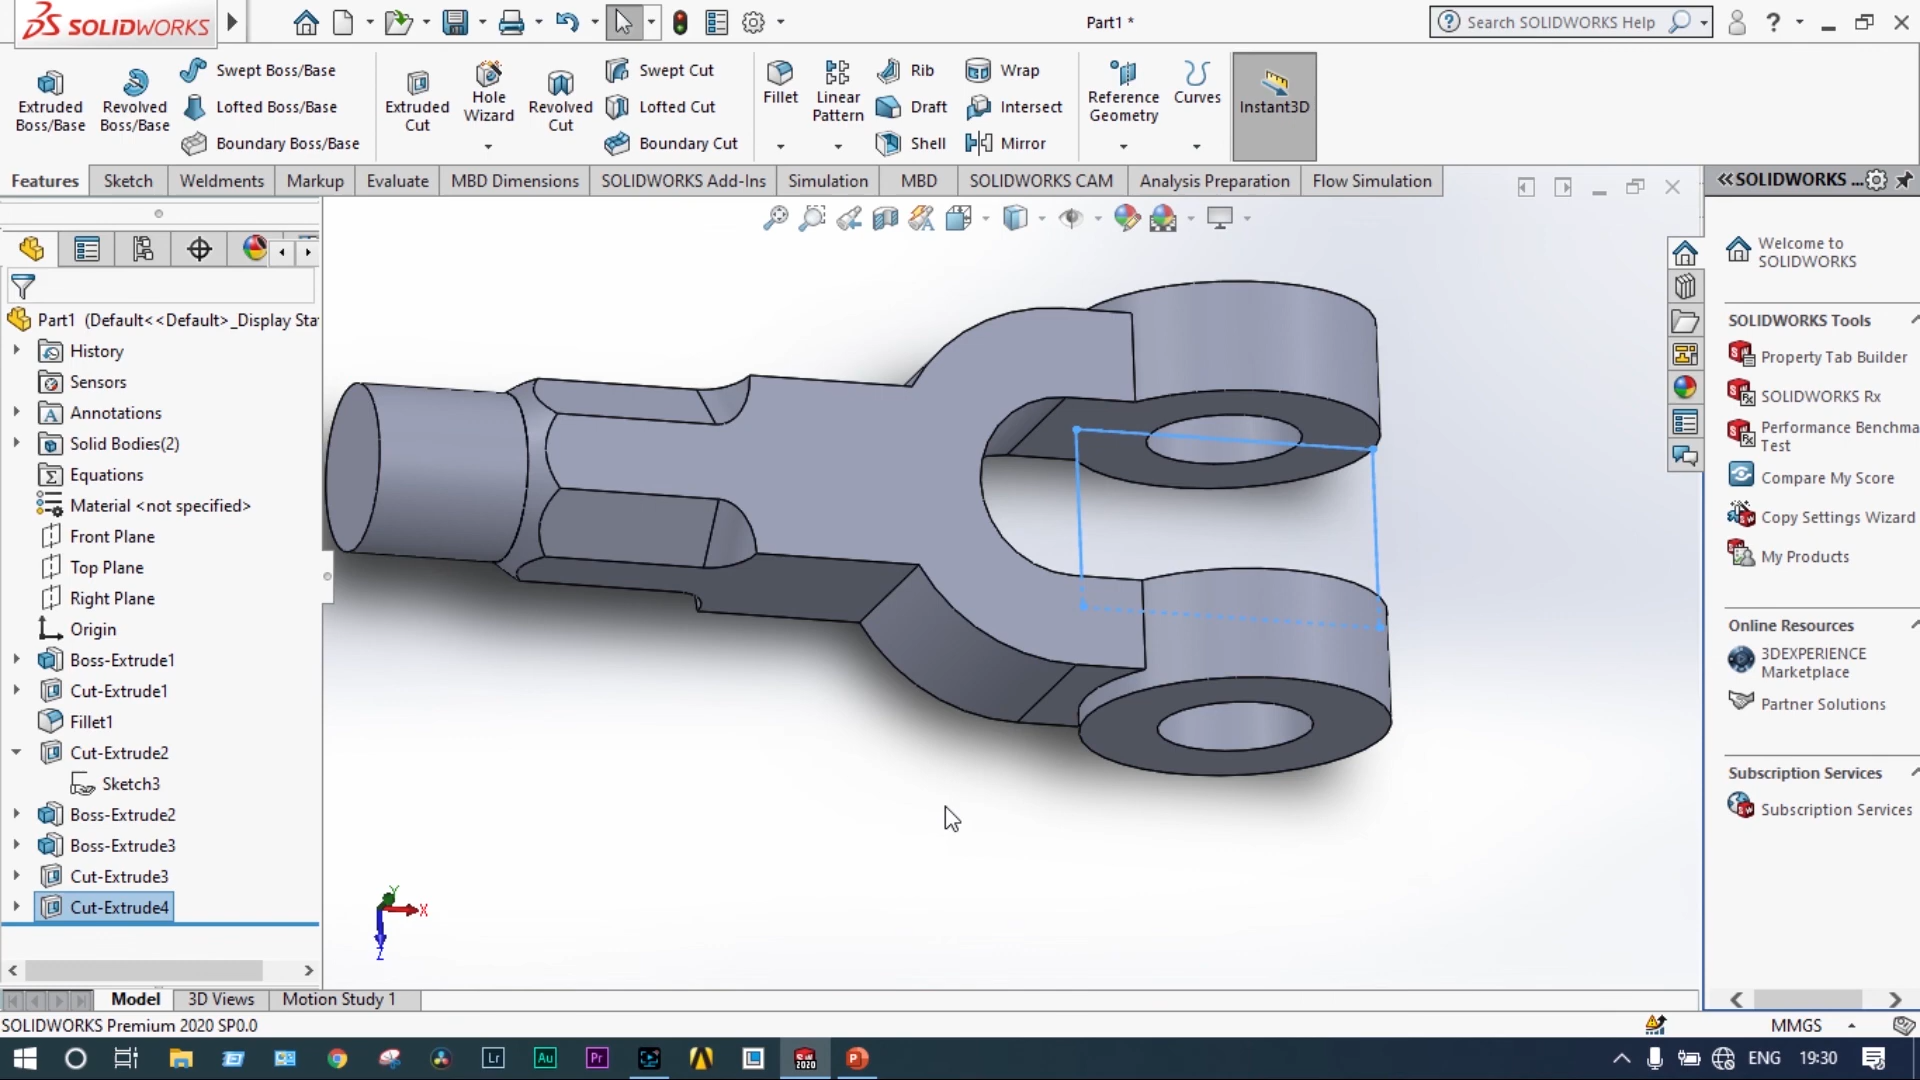 SOLIDWORKS
Part1 *
Search SOLIDWORKS Help
Extruded Boss/Base
Revolved Boss/Base
Swept Boss/Base
Lofted Boss/Base
Boundary Boss/Base
Extruded Cut
Hole Wizard
Revolved Cut
Swept Cut
Lofted Cut
Boundary Cut
Fillet
Linear Pattern
Rib
Draft
Shell
Wrap
Intersect
Mirror
Reference Geometry
Curves
Instant3D
Features
Sketch
Weldments
Markup
Evaluate
MBD Dimensions
SOLIDWORKS Add-Ins
Simulation
MBD
SOLIDWORKS CAM
Analysis Preparation
Flow Simulation
SOLIDWORKS ...
Part1 (Default<<Default>_Display Sta
History
Sensors
Annotations
Solid Bodies(2)
Equations
Material <not specified>
Front Plane
Top Plane
Right Plane
Origin
Boss-Extrude1
Cut-Extrude1
Fillet1
Cut-Extrude2
Sketch3
Boss-Extrude2
Boss-Extrude3
Cut-Extrude3
Cut-Extrude4
Y
X
Z
Welcome to
SOLIDWORKS
SOLIDWORKS Tools
Property Tab Builder
SOLIDWORKS Rx
Performance Benchma
Test
Compare My Score
Copy Settings Wizard
My Products
Online Resources
3DEXPERIENCE
Marketplace
Partner Solutions
Subscription Services
Subscription Services
Model
3D Views
Motion Study 1
SOLIDWORKS Premium 2020 SP0.0
MMGS
Lr
Au
Pr
SW
2020
P
ENG
19:30